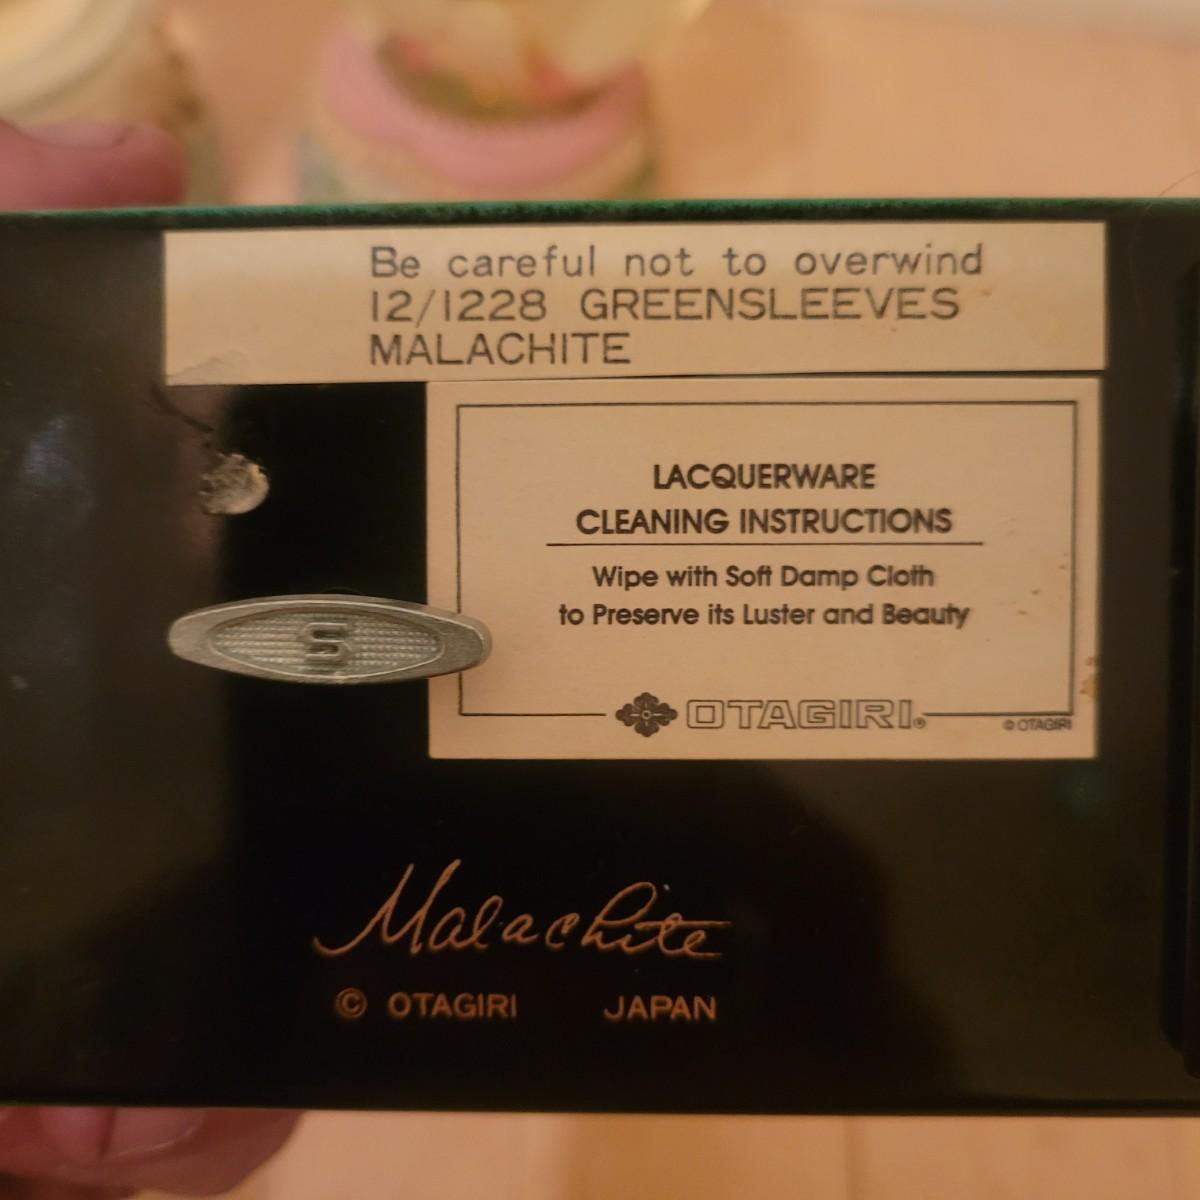 Be careful not to overwind
12/1228 GREENSLEEVES
MALACHITE
LACQUERWARE
CLEANING INSTRUCTIONS
Wipe with Soft Damp Cloth
to Preserve its Luster and Beauty
OTAGIRI®
© OTAGIRI
S
Malachite
© OTAGIRI JAPAN